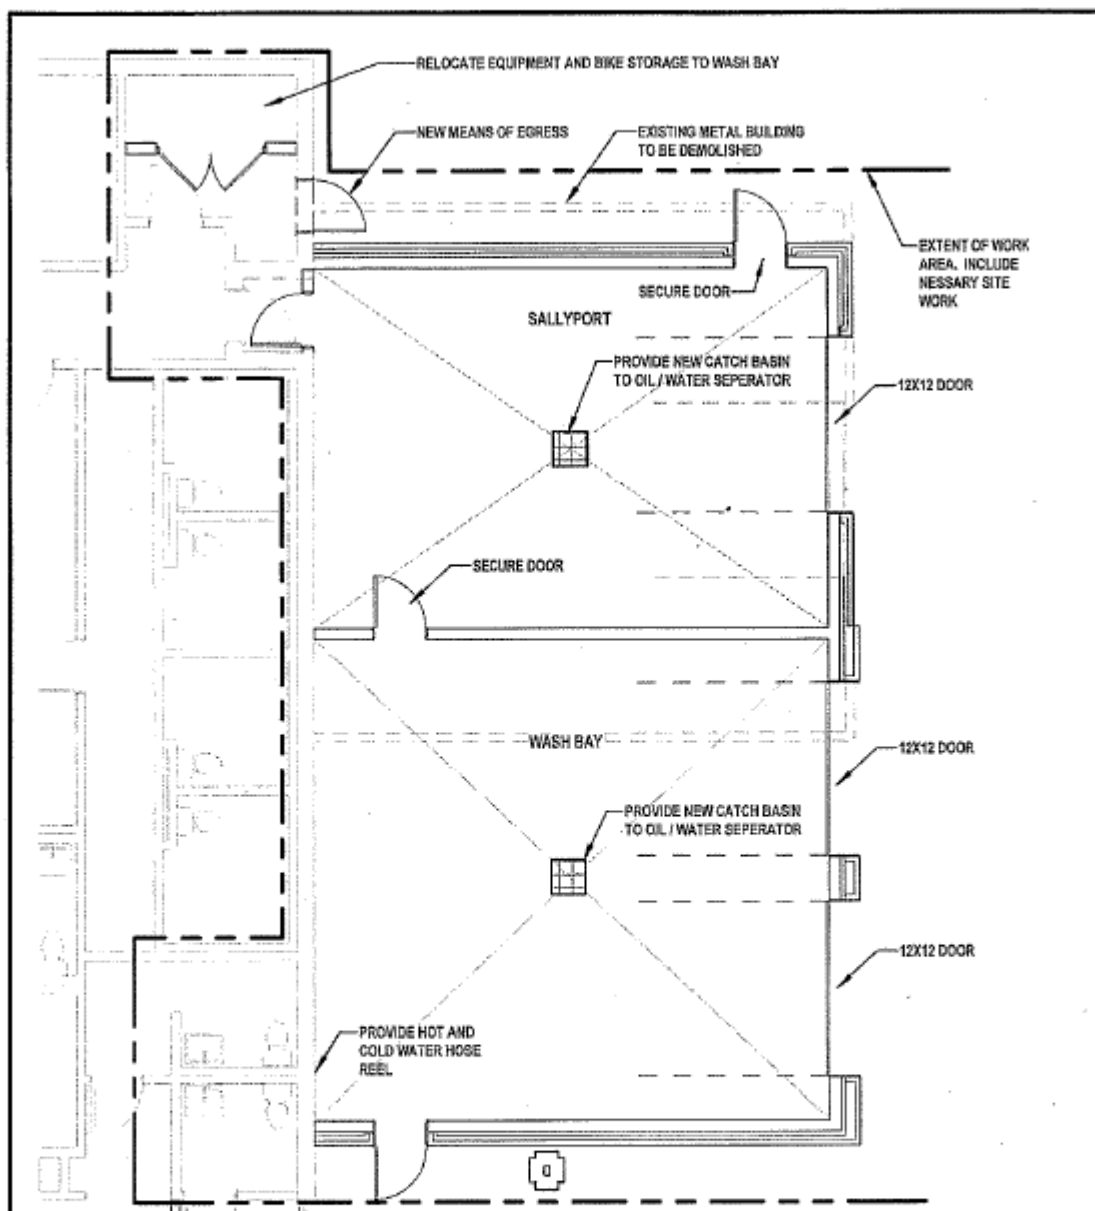 RELOCATE EQUIPMENT AND BIKE STORAGE TO WASH BAY
NEW MEANS OF EGRESS
EXISTING METAL BUILDING
TO BE DEMOLISHED
EXTENT OF WORK
AREA, INCLUDE
NESSARY SITE
WORK
SECURE DOOR
SALLYPORT
PROVIDE NEW CATCH BASIN
TO OIL / WATER SEPERATOR
12X12 DOOR
SECURE DOOR
WASH BAY
12X12 DOOR
PROVIDE NEW CATCH BASIN
TO OIL / WATER SEPERATOR
12X12 DOOR
PROVIDE HOT AND
COLD WATER HOSE
REEL